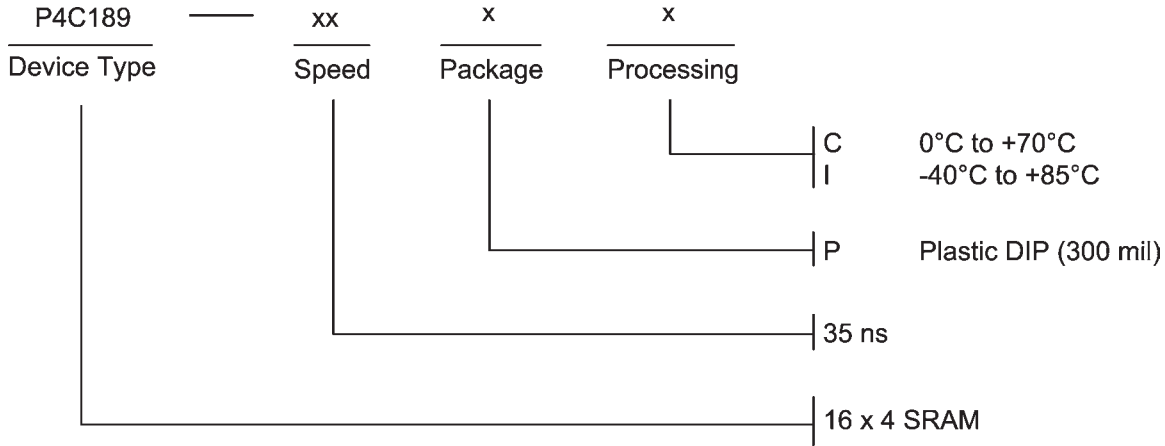 P4C189 — xx x x
Device Type Speed Package Processing
C 0°C to +70°C
I -40°C to +85°C
P Plastic DIP (300 mil)
35 ns
16 x 4 SRAM